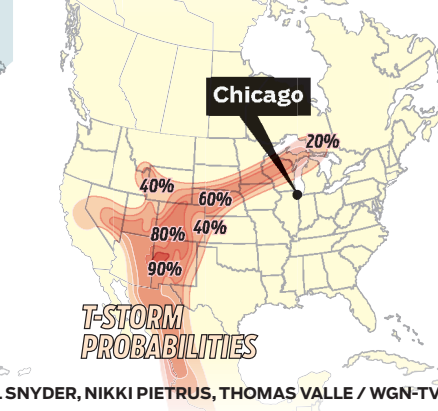 Chicago
20%
40%
60%
80%
40%
90%
T-STORM
PROBABILITIES
SNYDER, NIKKI PIETRUS, THOMAS VALLE / WGN-TV